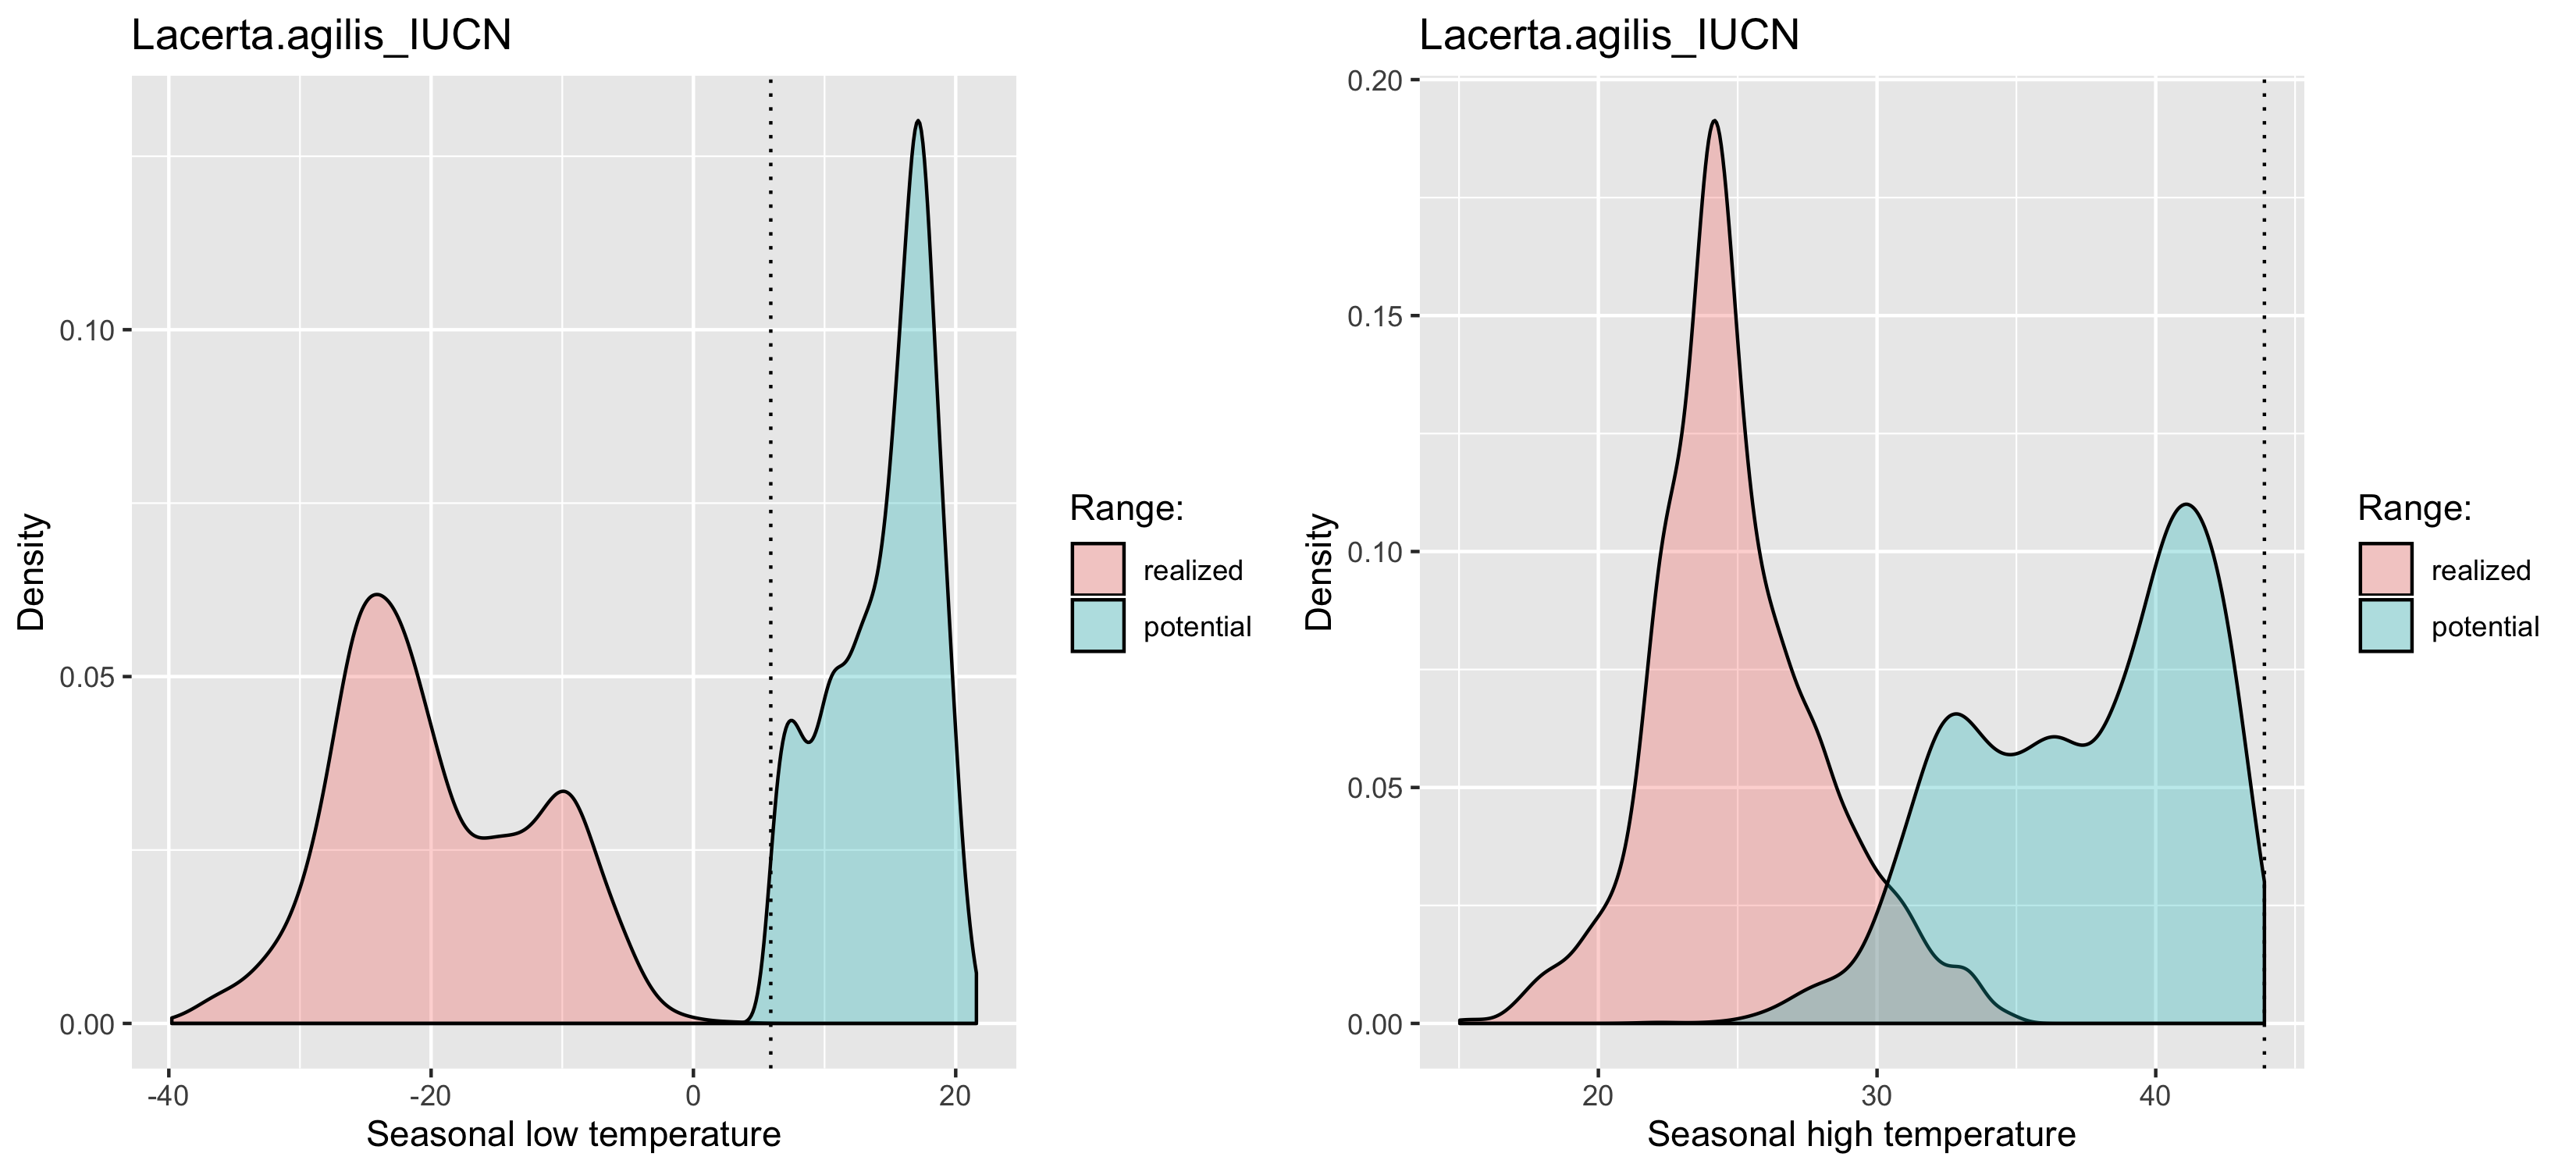 Lacerta.agilis_IUCN
0.10
0.05
0.00
-40 -20 0 20
Seasonal low temperature
Density
Range:
realized
potential
Lacerta.agilis_IUCN
0.20
0.15
0.10
0.05
0.00
20 30 40
Seasonal high temperature
Density
Range:
realized
potential